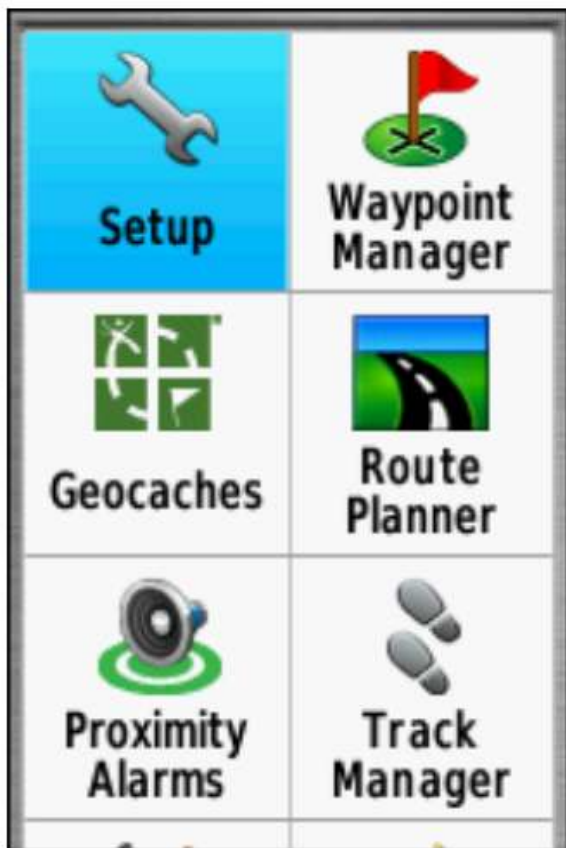 Setup
Waypoint
Manager
Geocaches
Route
Planner
Proximity
Alarms
Track
Manager